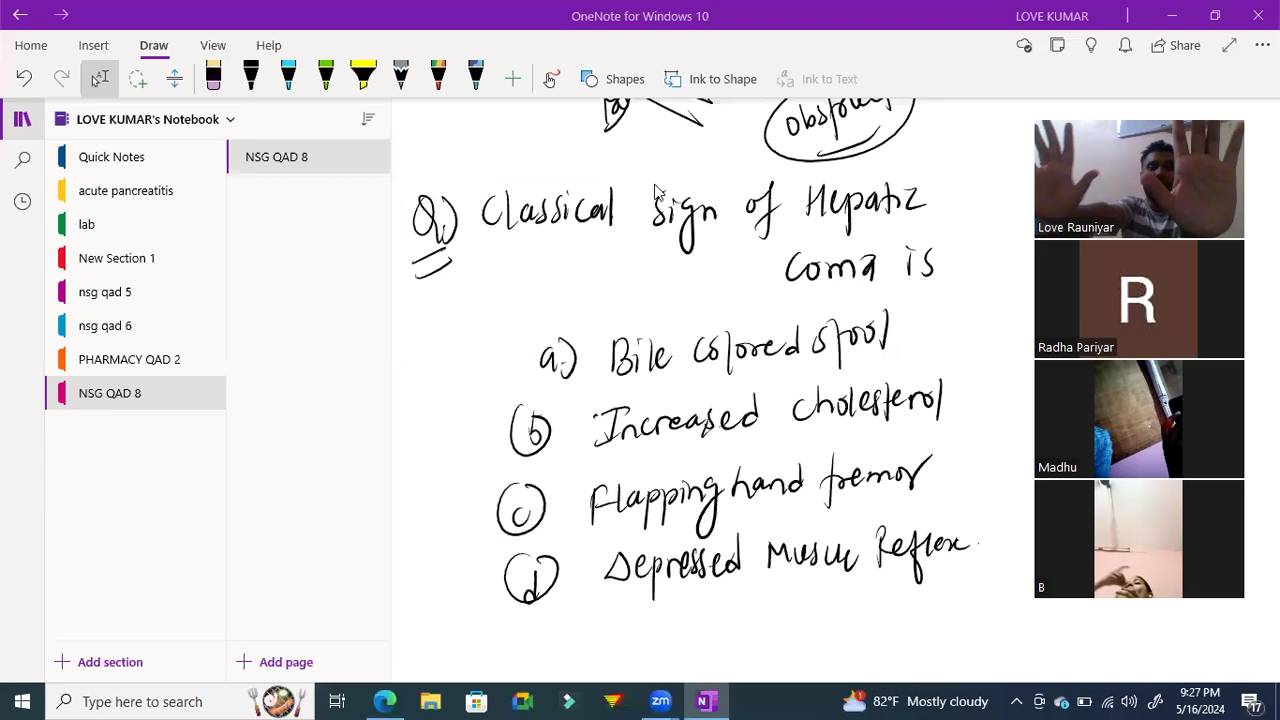 OneNote for Windows 10
LOVE KUMAR
Home
Insert
Draw
View
Help
Share
Shapes
Ink to Shape
Ink to Text
LOVE KUMAR's Notebook
Quick Notes
acute pancreatitis
lab
New Section 1
nsg qad 5
nsg qad 6
PHARMACY QAD 2
NSG QAD 8
Add section
NSG QAD 8
Add page
Q) Classical sign of Hepatic
coma is
a) Bile colored stool
b Increased cholesterol
c Flapping hand tremor
d Depressed Muscle Reflex
Love Rauniyar
R
Radha Pariyar
Madhu
B
Type here to search
zm
N
1
82°F Mostly cloudy
9:27 PM
5/16/2024
17